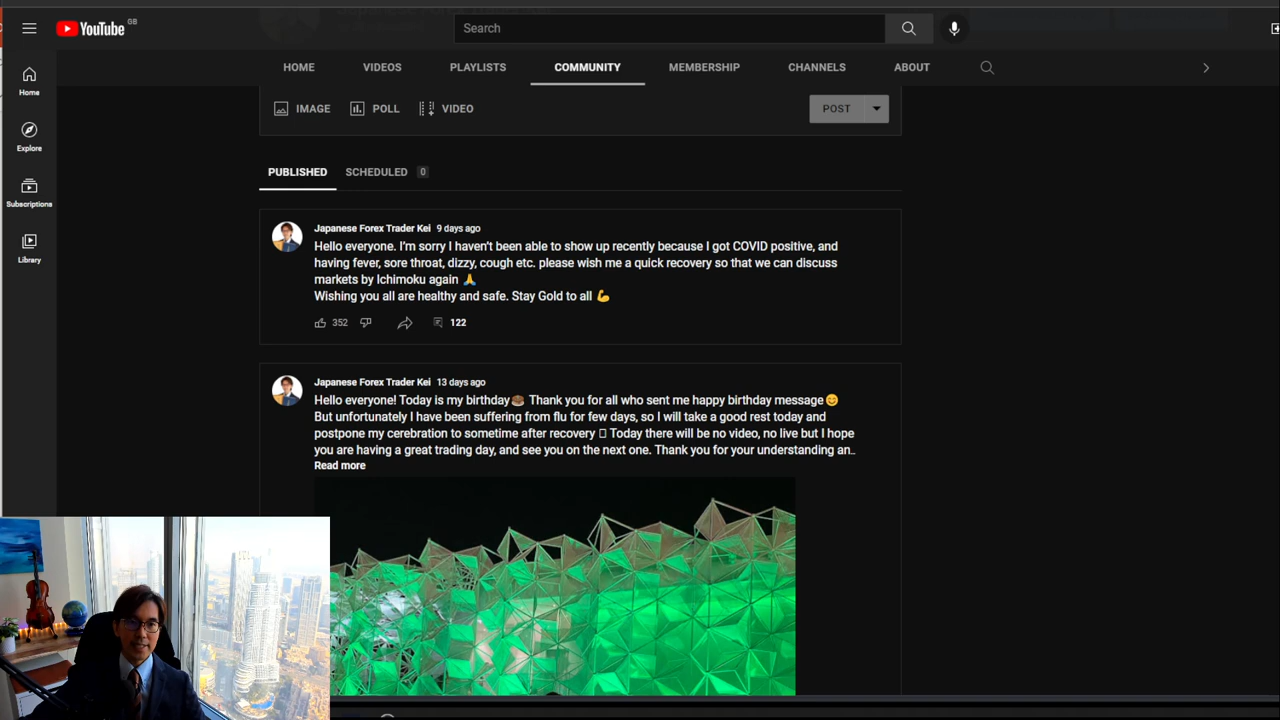 YouTube GB
Search
HOME VIDEOS PLAYLISTS COMMUNITY MEMBERSHIP CHANNELS ABOUT
Home
Explore
Subscriptions
Library
IMAGE POLL VIDEO POST
PUBLISHED SCHEDULED 0
Japanese Forex Trader Kei 9 days ago
Hello everyone. I'm sorry I haven't been able to show up recently because I got COVID positive, and
having fever, sore throat, dizzy, cough etc. please wish me a quick recovery so that we can discuss
markets by Ichimoku again 🙏
Wishing you all are healthy and safe. Stay Gold to all 💪
352 122
Japanese Forex Trader Kei 13 days ago
Hello everyone! Today is my birthday🎂 Thank you for all who sent me happy birthday message😊
But unfortunately I have been suffering from flu for few days, so I will take a good rest today and
postpone my cerebration to sometime after recovery  Today there will be no video, no live but I hope
you are having a great trading day, and see you on the next one. Thank you for your understanding an..
Read more